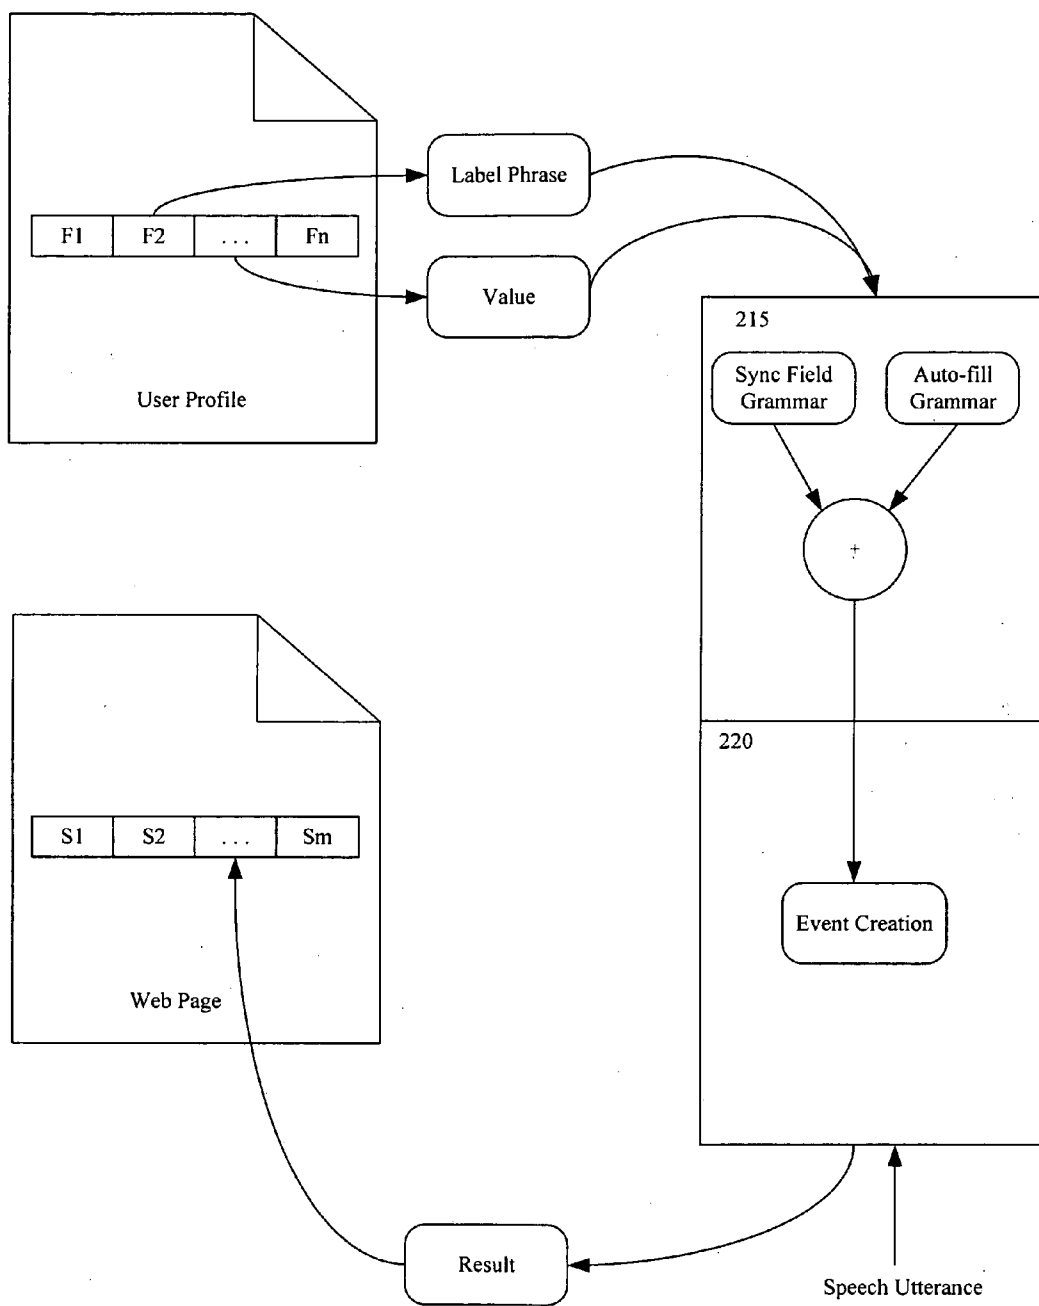 Label Phrase
F1 F2 . . . Fn
Value
User Profile
215
Sync Field
Grammar
Auto-fill
Grammar
+
220
S1 S2 . . . Sm
Event Creation
Web Page
Result
Speech Utterance